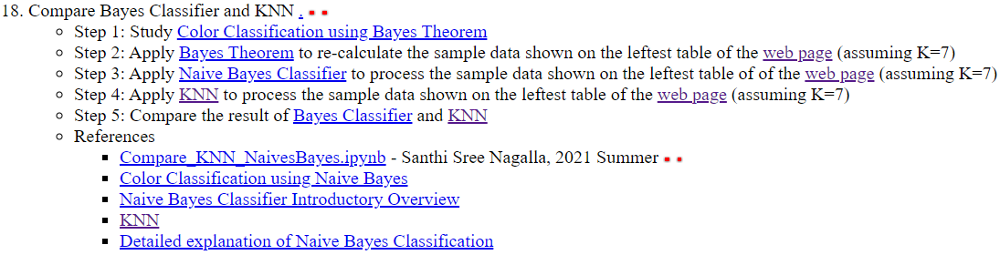 18. Compare Bayes Classifier and KNN .
Step 1: Study Color Classification using Bayes Theorem
Step 2: Apply Bayes Theorem to re-calculate the sample data shown on the leftest table of the web page (assuming K=7)
Step 3: Apply Naive Bayes Classifier to process the sample data shown on the leftest table of of the web page (assuming K=7)
Step 4: Apply KNN to process the sample data shown on the leftest table of the web page (assuming K=7)
Step 5: Compare the result of Bayes Classifier and KNN
References
Compare_KNN_NaivesBayes.ipynb - Santhi Sree Nagalla, 2021 Summer
Color Classification using Naive Bayes
Naive Bayes Classifier Introductory Overview
KNN
Detailed explanation of Naive Bayes Classification